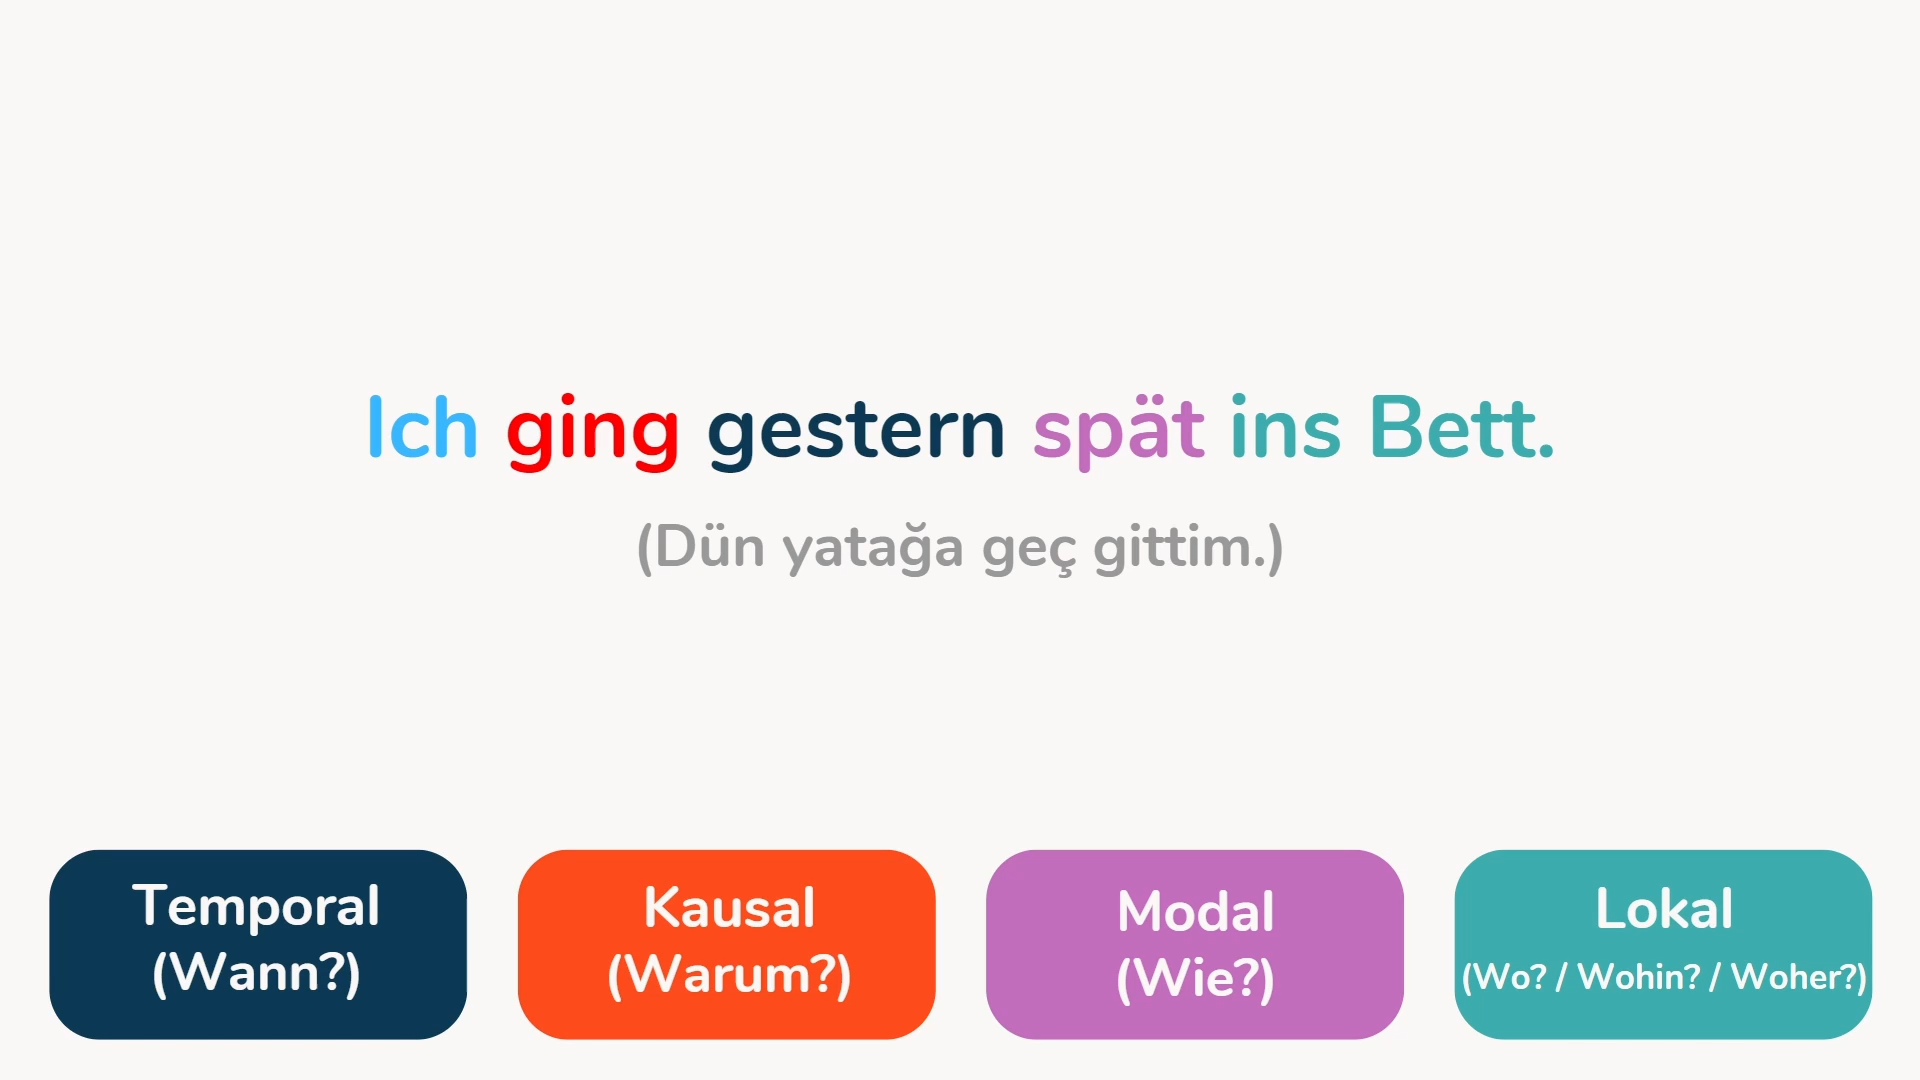 Ich ging gestern spät ins Bett.
(Dün yatağa geç gittim.)
Temporal
(Wann?)
Kausal
(Warum?)
Modal
(Wie?)
Lokal
(Wo? / Wohin? / Woher?)